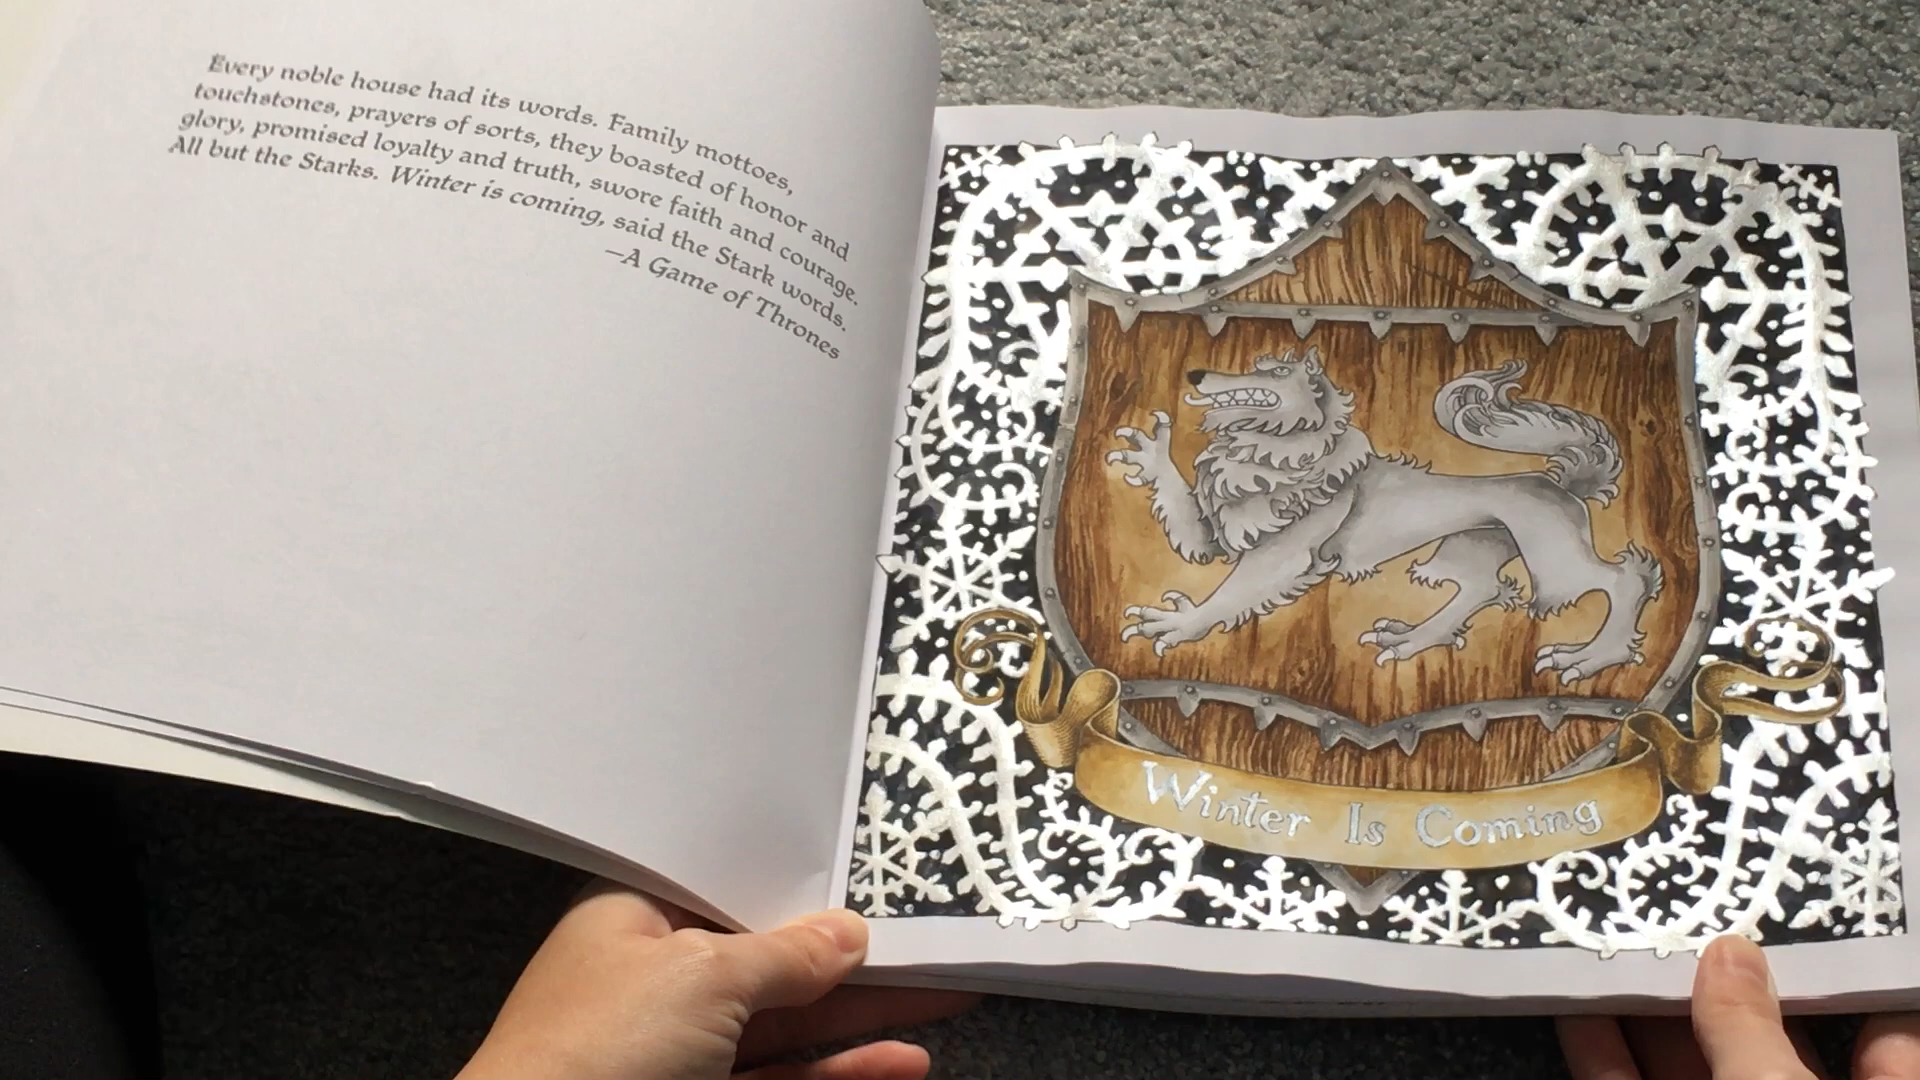 Every noble house had its words. Family mottoes,
touchstones, prayers of sorts, they boasted of honor and
glory, promised loyalty and truth, swore faith and courage.
All but the Starks. Winter is coming, said the Stark words.
—A Game of Thrones
Winter Is Coming